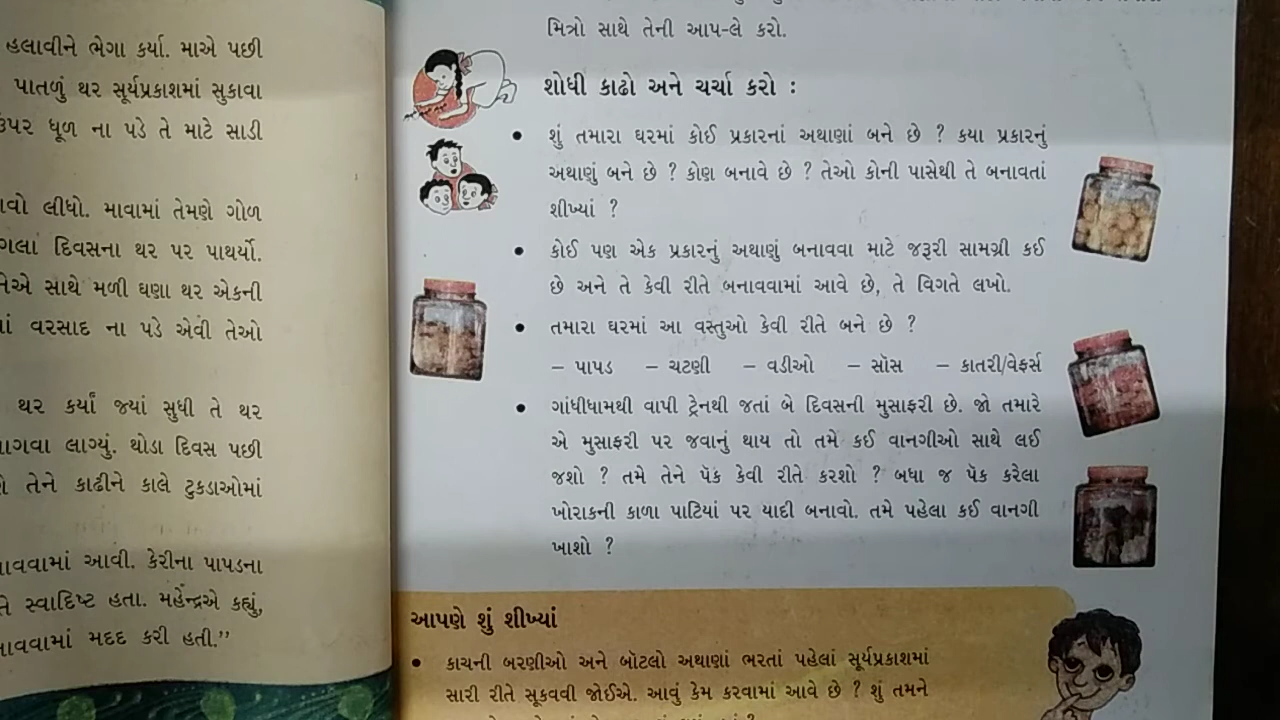 હલાવીને ભેગા કર્યા. માએ પછી
પાતળું થર સૂર્યપ્રકાશમાં સુકાવા
ઉપર ધૂળ ના પડે તે માટે સાડી
લીધો. માવામાં તેમણે ગોળ
દિવસના થર પર પાથર્યો.
સાથે મળી ઘણા થર એકની
વરસાદ ના પડે એવી તેઓ
થર કર્યાં જ્યાં સુધી તે થર
લાગ્યું. થોડા દિવસ પછી
તેને કાઢીને કાલે ટુકડાઓમાં
આવી. કેરીના પાપડના
સ્વાદિષ્ટ હતા. મહેન્દ્રએ કહ્યું,
મદદ કરી હતી.”
મિત્રો સાથે તેની આપ-લે કરો.
શોધી કાઢો અને ચર્ચા કરો :
• શું તમારા ઘરમાં કોઈ પ્રકારનાં અથાણાં બને છે ? કયા પ્રકારનું
અથાણું બને છે ? કોણ બનાવે છે ? તેઓ કોની પાસેથી તે બનાવતાં
શીખ્યાં ?
• કોઈ પણ એક પ્રકારનું અથાણું બનાવવા માટે જરૂરી સામગ્રી કઈ
છે અને તે કેવી રીતે બનાવવામાં આવે છે, તે વિગતે લખો.
• તમારા ઘરમાં આ વસ્તુઓ કેવી રીતે બને છે ?
– પાપડ – ચટણી – વડીઓ – સૉસ – કાતરી/વેફર્સ
• ગાંધીધામથી વાપી ટ્રેનથી જતાં બે દિવસની મુસાફરી છે. જો તમારે
એ મુસાફરી પર જવાનું થાય તો તમે કઈ વાનગીઓ સાથે લઈ
જશો ? તમે તેને પૅક કેવી રીતે કરશો ? બધા જ પૅક કરેલા
ખોરાકની કાળા પાટિયાં પર યાદી બનાવો. તમે પહેલા કઈ વાનગી
ખાશો ?
આપણે શું શીખ્યાં
• કાચની બરણીઓ અને બૉટલો અથાણાં ભરતાં પહેલાં સૂર્યપ્રકાશમાં
સારી રીતે સૂકવવી જોઈએ. આવું કેમ કરવામાં આવે છે ? શું તમને